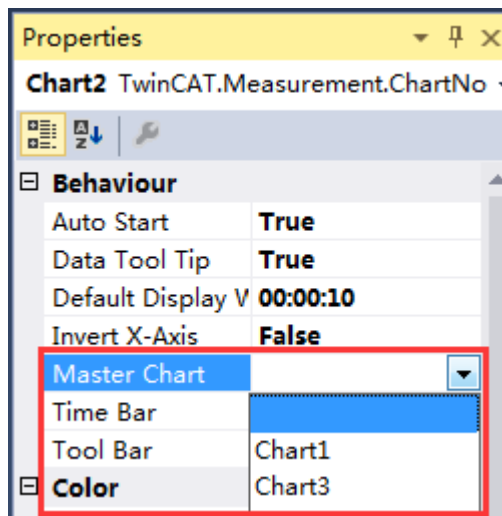 Properties
Chart2 TwinCAT.Measurement.ChartNo
Behaviour
Auto Start True
Data Tool Tip True
Default Display W 00:00:10
Invert X-Axis False
Master Chart
Time Bar
Tool Bar Chart1
Color Chart3